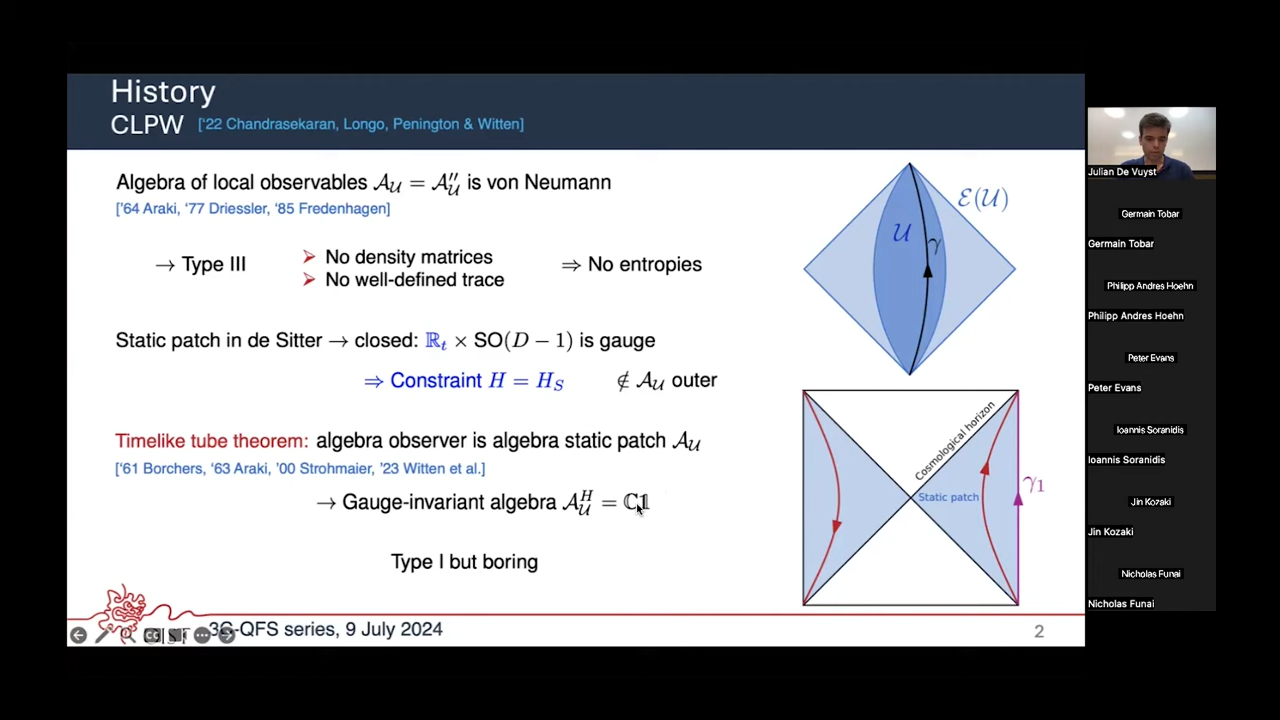 History
CLPW ['22 Chandrasekaran, Longo, Penington & Witten]
Algebra of local observables 𝒜_𝒰 = 𝒜''_𝒰 is von Neumann
['64 Araki, '77 Driessler, '85 Fredenhagen]
→ Type III
➢ No density matrices
➢ No well-defined trace
⇒ No entropies
Static patch in de Sitter → closed: ℝ_t × SO(D − 1) is gauge
⇒ Constraint H = H_S ∉ 𝒜_𝒰 outer
Timelike tube theorem: algebra observer is algebra static patch 𝒜_𝒰
['61 Borchers, '63 Araki, '00 Strohmaier, '23 Witten et al.]
→ Gauge-invariant algebra 𝒜^H_𝒰 = ℂ𝟙
Type I but boring
ℰ(𝒰)
𝒰
γ
Cosmological horizon
Static patch
γ₁
3G-QFS series, 9 July 2024
2
Julian De Vuyst
Germain Tobar
Germain Tobar
Philipp Andres Hoehn
Philipp Andres Hoehn
Peter Evans
Peter Evans
Ioannis Soranidis
Ioannis Soranidis
Jin Kozaki
Jin Kozaki
Nicholas Funai
Nicholas Funai